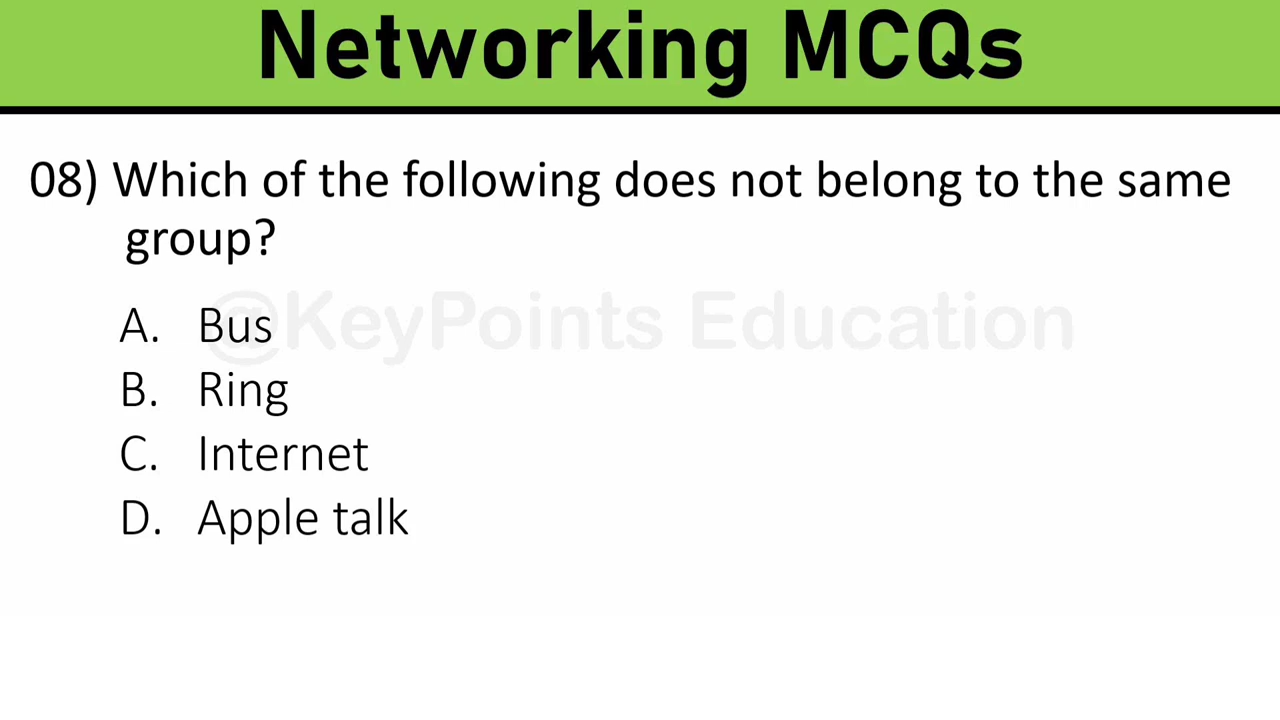 Networking MCQs
08) Which of the following does not belong to the same
group?
@KeyPoints Education
A. Bus
B. Ring
C. Internet
D. Apple talk